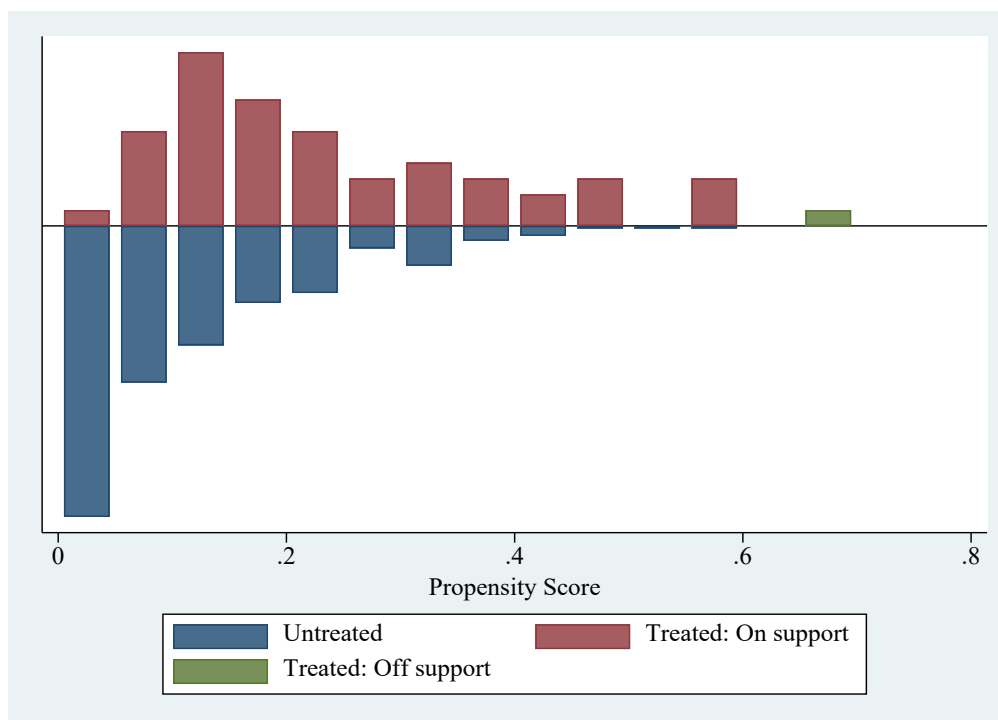 0 .2 .4 .6 .8
Propensity Score
Untreated Treated: On support
Treated: Off support